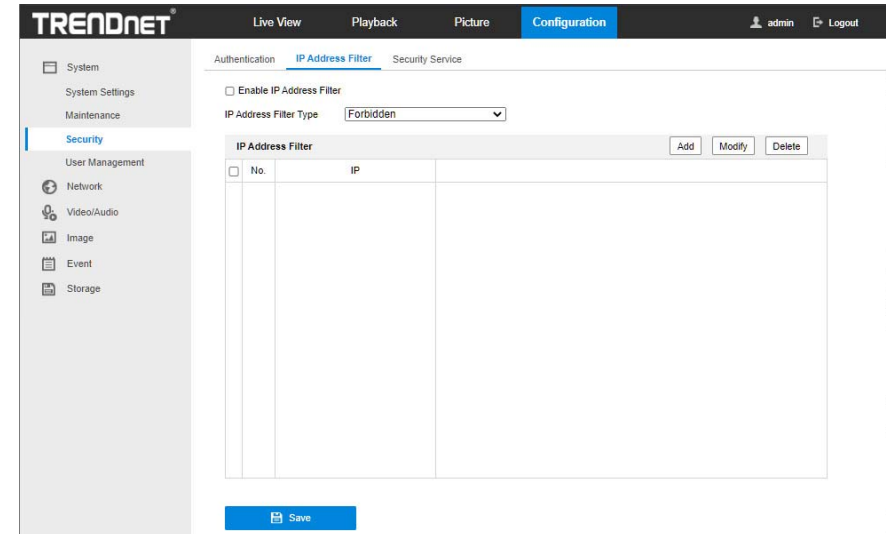 TRENDNET® Live View Playback Picture Configuration admin Logout
System
System Settings
Maintenance
Security
User Management
Network
Video/Audio
Image
Event
Storage
Authentication IP Address Filter Security Service
Enable IP Address Filter
IP Address Filter Type Forbidden
IP Address Filter Add Modify Delete
No. IP
Save